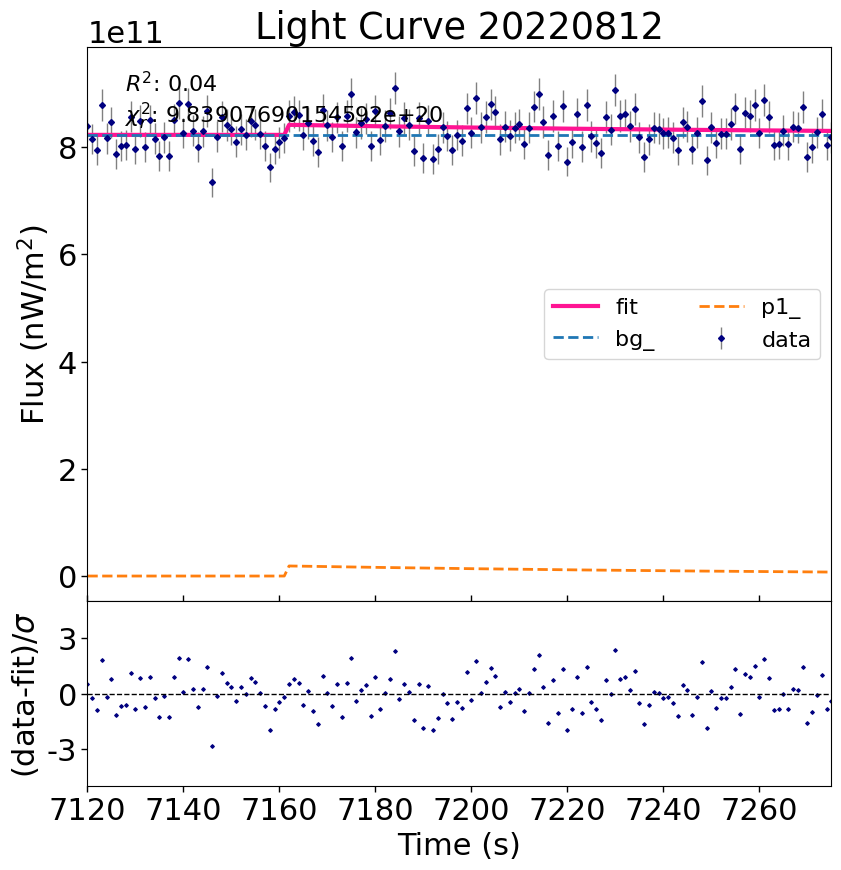 Light Curve 20220812
1e11
R²: 0.04
χ²: 9.83907690154592e+20
Flux (nW/m²)
8
6
4
2
0
fit
bg_
p1_
data
(data-fit)/σ
3
0
-3
7120 7140 7160 7180 7200 7220 7240 7260
Time (s)